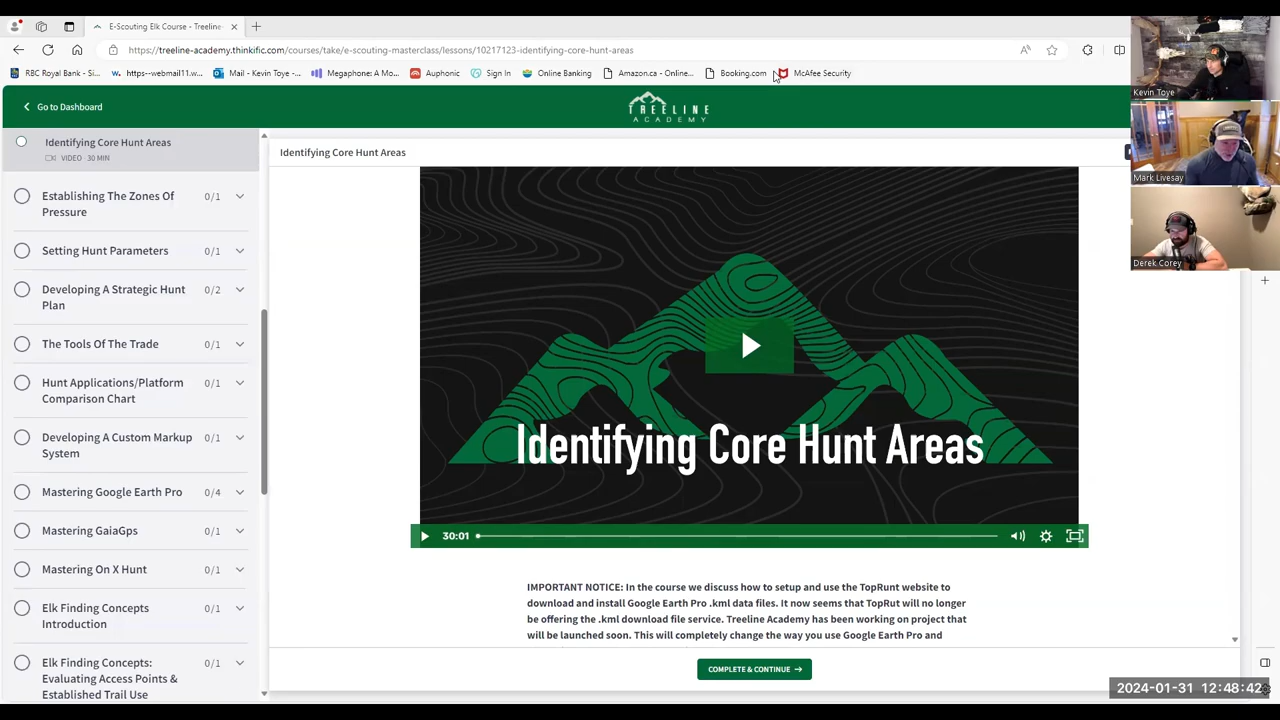 E-Scouting Elk Course - Treeline
https://treeline-academy.thinkific.com/courses/take/e-scouting-masterclass/lessons/10217123-identifying-core-hunt-areas
RBC Royal Bank - Si...
https--webmail11.w...
Mail - Kevin Toye -...
Megaphone: A Mo...
Auphonic
Sign In
Online Banking
Amazon.ca - Online...
Booking.com
McAfee Security
Kevin Toye
Mark Livesay
Derek Corey
Go to Dashboard
TREELINE
ACADEMY
Identifying Core Hunt Areas
VIDEO · 30 MIN
Establishing The Zones Of
Pressure
0/1
Setting Hunt Parameters
0/1
Developing A Strategic Hunt
Plan
0/2
The Tools Of The Trade
0/1
Hunt Applications/Platform
Comparison Chart
0/1
Developing A Custom Markup
System
0/1
Mastering Google Earth Pro
0/4
Mastering GaiaGps
0/1
Mastering On X Hunt
0/1
Elk Finding Concepts
Introduction
0/1
Elk Finding Concepts:
Evaluating Access Points &
Established Trail Use
0/1
Identifying Core Hunt Areas
Identifying Core Hunt Areas
30:01
IMPORTANT NOTICE: In the course we discuss how to setup and use the TopRunt website to
download and install Google Earth Pro .kml data files. It now seems that TopRut will no longer
be offering the .kml download file service. Treeline Academy has been working on project that
will be launched soon. This will completely change the way you use Google Earth Pro and
COMPLETE & CONTINUE →
2024-01-31 12:48:42